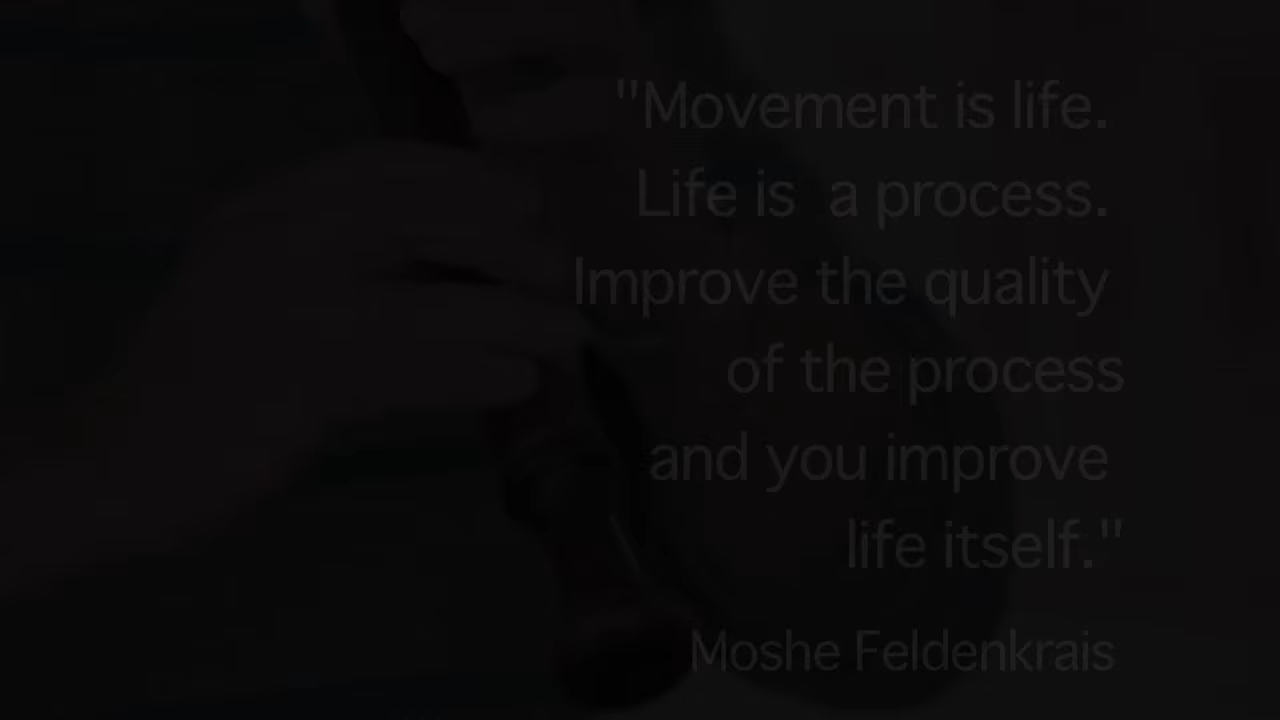 "Movement is life.
Life is  a process.
Improve the quality
of the process
and you improve
life itself."
Moshe Feldenkrais